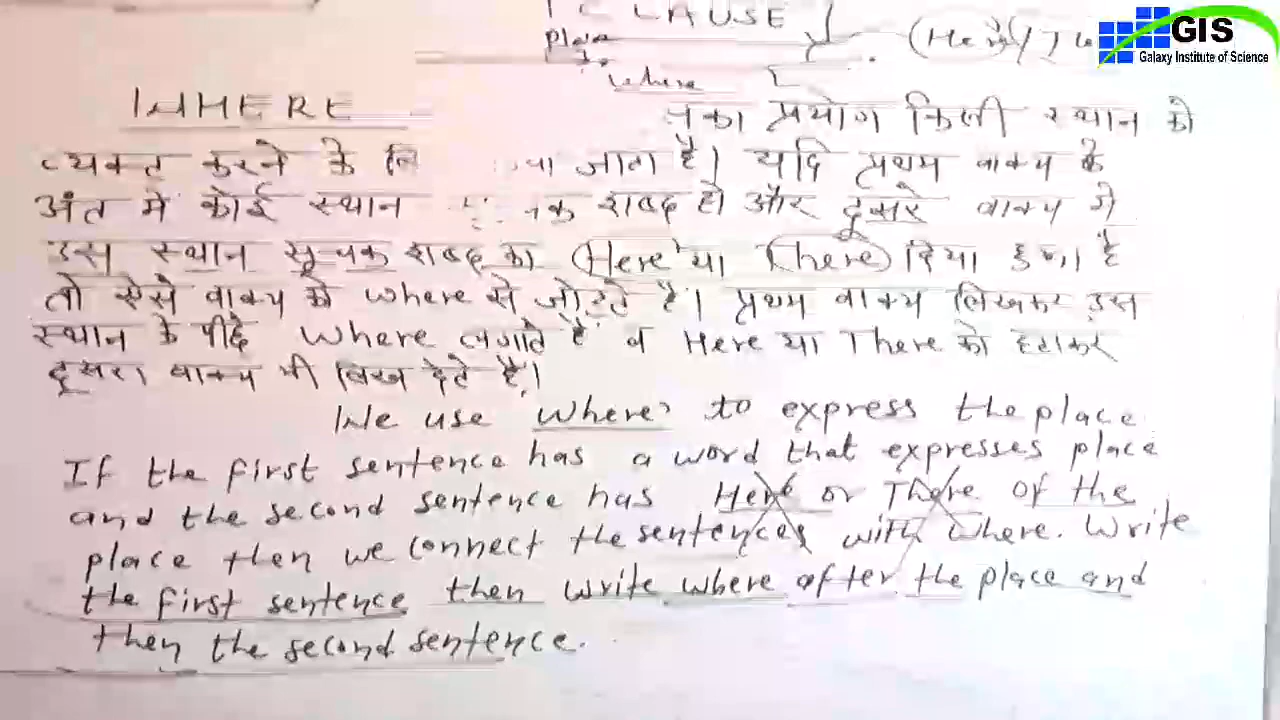 CLAUSE
Place
where
GIS
Galaxy Institute of Science
WHERE
का प्रयोग किसी स्थान को
व्यक्त करने के लि जाता है। यदि प्रथम वाक्य के
अंत मे कोई स्थान क शब्द हो और दूसरे वाक्य मे
उस स्थान सूचक शब्द का (Here या There) दिया हुआ है
तो ऐसे वाक्य को where से जोड़ते है। प्रथम वाक्य लिखकर उस
स्थान के पीछे Where लगाते है व Here या There को हटाकर
दूसरा वाक्य भी लिख देते है।
We use where to express the place
If the first sentence has a word that expresses place
and the second sentence has Here or There of the
place then we connect the sentences with where. Write
the first sentence then write where after the place and
then the second sentence.